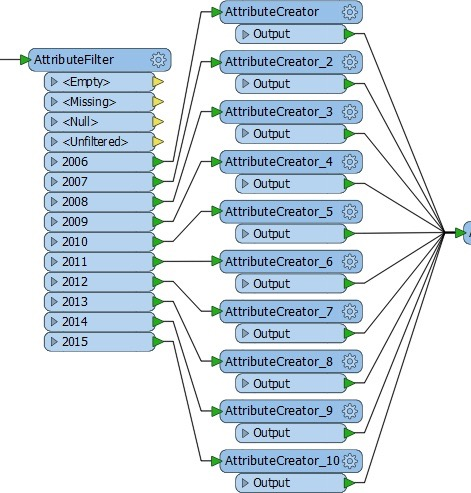 AttributeFilter
<Empty>
<Missing>
<Null>
<Unfiltered>
2006
2007
2008
2009
2010
2011
2012
2013
2014
2015
AttributeCreator
Output
AttributeCreator_2
Output
AttributeCreator_3
Output
AttributeCreator_4
Output
AttributeCreator_5
Output
AttributeCreator_6
Output
AttributeCreator_7
Output
AttributeCreator_8
Output
AttributeCreator_9
Output
AttributeCreator_10
Output